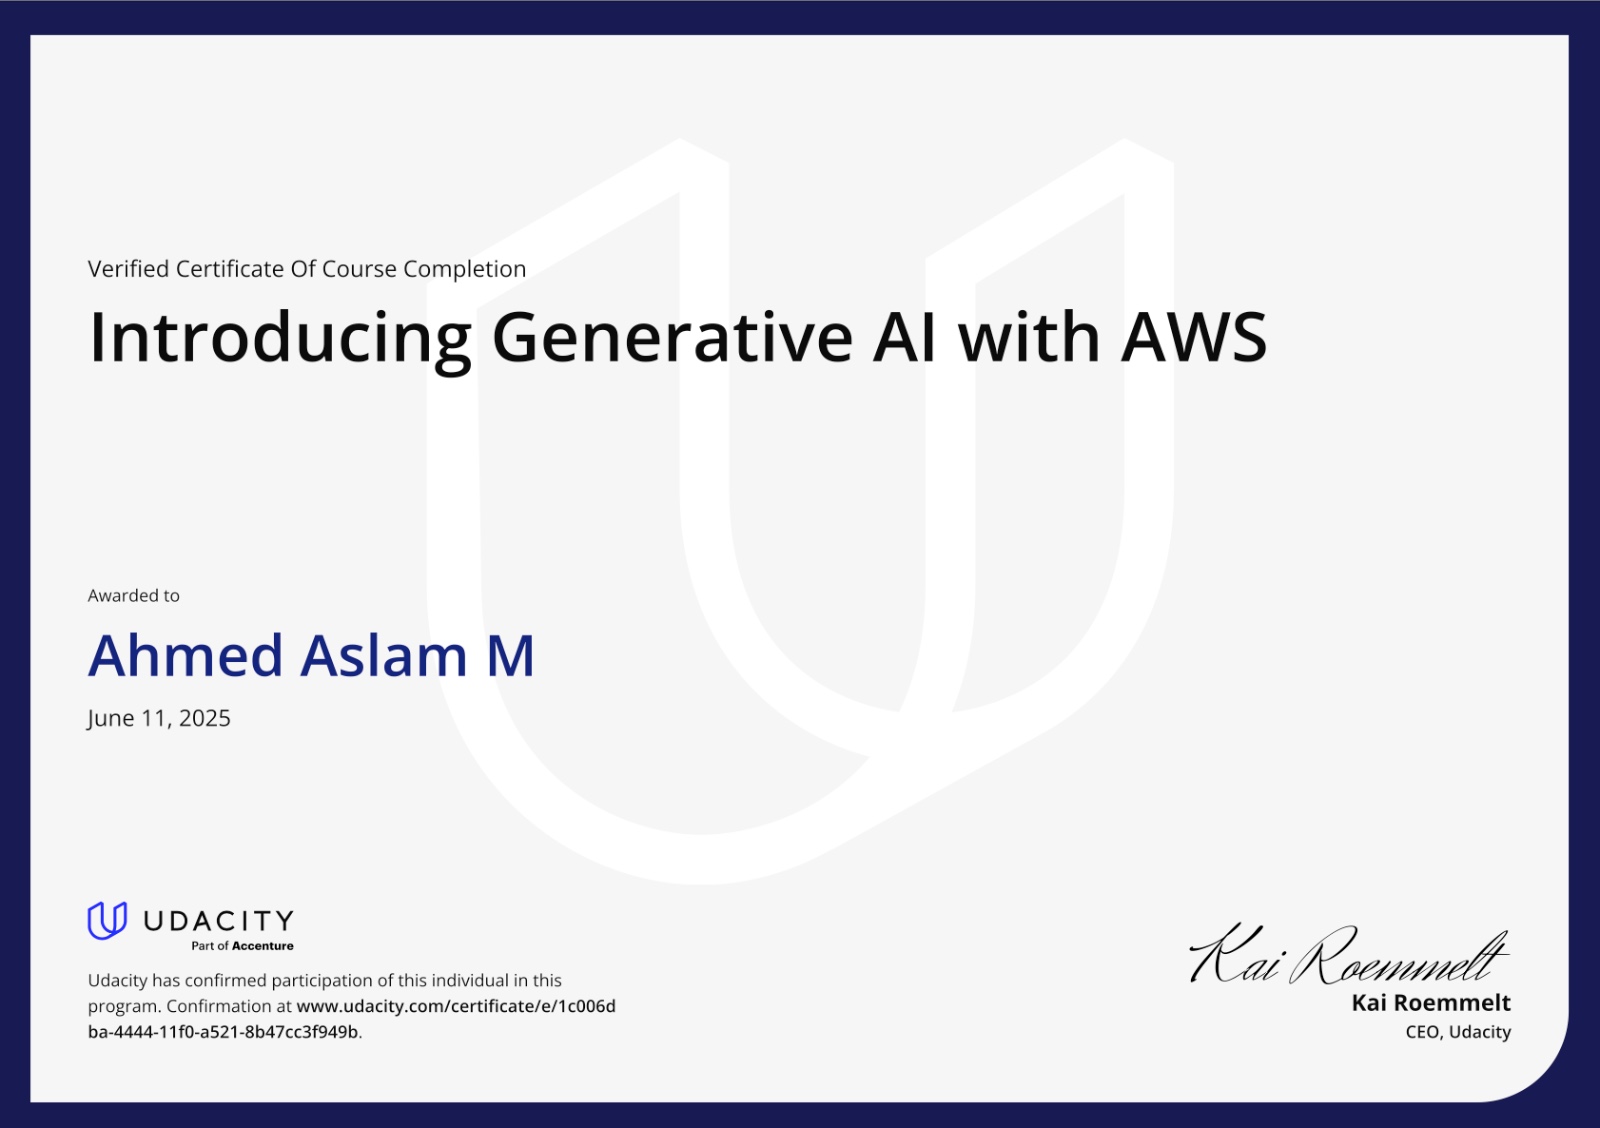 Verified Certificate Of Course Completion
Introducing Generative AI with AWS
Awarded to
Ahmed Aslam M
June 11, 2025
UDACITY
Part of Accenture
Udacity has confirmed participation of this individual in this
program. Confirmation at www.udacity.com/certificate/e/1c006d
ba-4444-11f0-a521-8b47cc3f949b.
Kai Roemmelt
Kai Roemmelt
CEO, Udacity